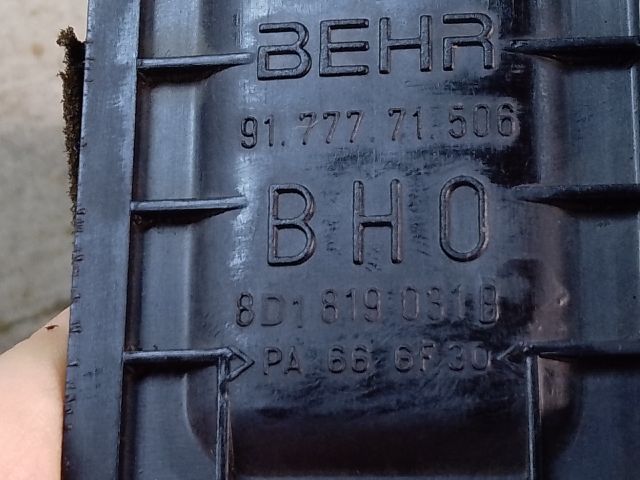 BEHR
91.777 71.506
BHO
8D1 819 031 B
>PA 66 GF30<